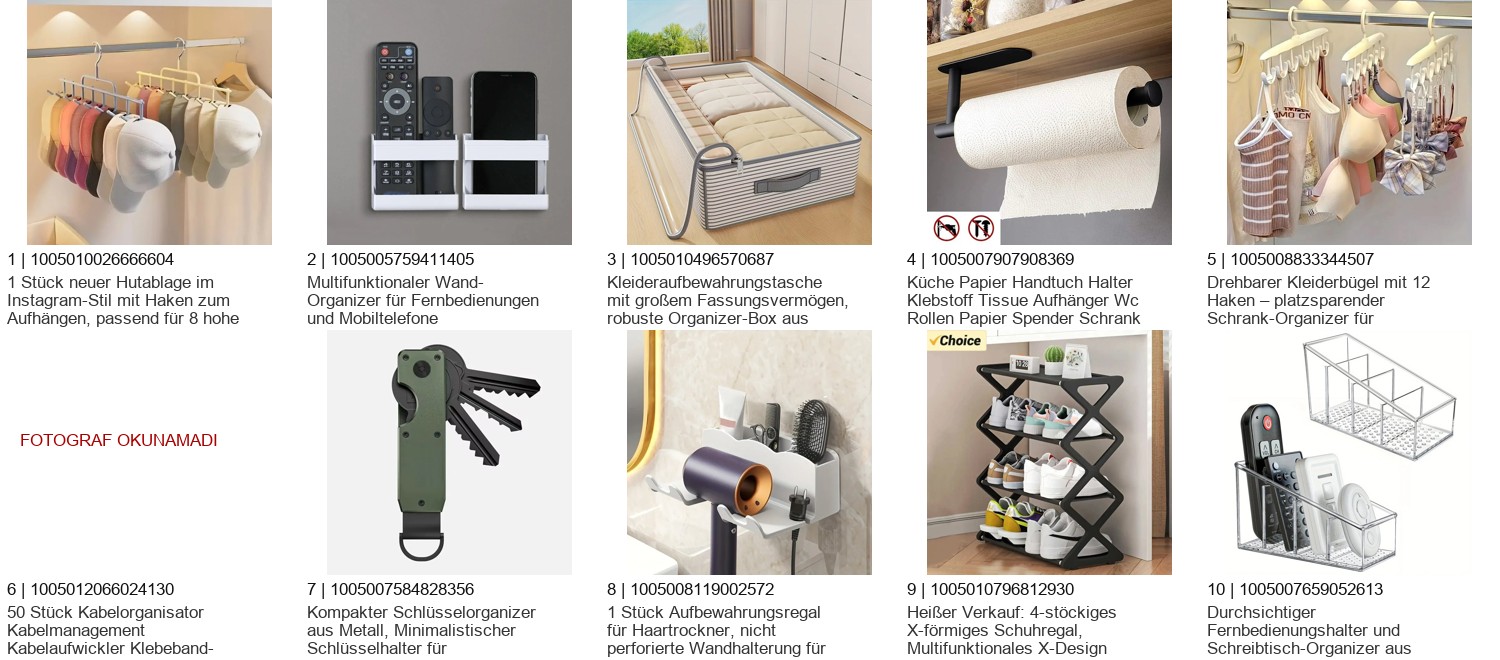 1 | 1005010026666604
1 Stück neuer Hutablage im
Instagram-Stil mit Haken zum
Aufhängen, passend für 8 hohe
2 | 1005005759411405
Multifunktionaler Wand-
Organizer für Fernbedienungen
und Mobiltelefone
3 | 1005010496570687
Kleideraufbewahrungstasche
mit großem Fassungsvermögen,
robuste Organizer-Box aus
4 | 1005007907908369
Küche Papier Handtuch Halter
Klebstoff Tissue Aufhänger Wc
Rollen Papier Spender Schrank
5 | 1005008833344507
Drehbarer Kleiderbügel mit 12
Haken – platzsparender
Schrank-Organizer für
FOTOGRAF OKUNAMADI
6 | 1005012066024130
50 Stück Kabelorganisator
Kabelmanagement
Kabelaufwickler Klebeband-
7 | 1005007584828356
Kompakter Schlüsselorganizer
aus Metall, Minimalistischer
Schlüsselhalter für
8 | 1005008119002572
1 Stück Aufbewahrungsregal
für Haartrockner, nicht
perforierte Wandhalterung für
Choice
9 | 1005010796812930
Heißer Verkauf: 4-stöckiges
X-förmiges Schuhregal,
Multifunktionales X-Design
10 | 1005007659052613
Durchsichtiger
Fernbedienungshalter und
Schreibtisch-Organizer aus